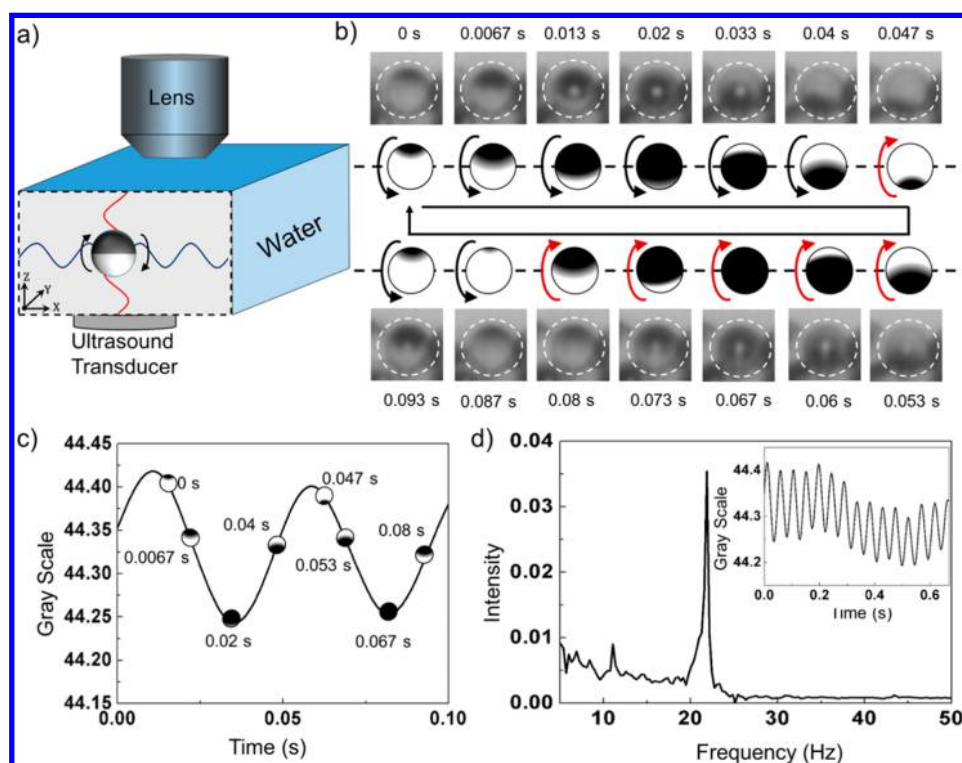 a)
Lens
Water
Z
Y
X
Ultrasound
Transducer
b)
0 s 0.0067 s 0.013 s 0.02 s 0.033 s 0.04 s 0.047 s
0.093 s 0.087 s 0.08 s 0.073 s 0.067 s 0.06 s 0.053 s
c)
44.45
44.40
44.35
44.30
44.25
44.20
44.15
Gray Scale
0 s
0.0067 s
0.02 s
0.04 s
0.047 s
0.053 s
0.067 s
0.08 s
0.00 0.05 0.10
Time (s)
d)
0.04
0.03
0.02
0.01
0.00
Intensity
10 20 30 40 50
Frequency (Hz)
44.4
44.3
44.2
Gray Scale
0.0 0.2 0.4 0.6
Time (s)